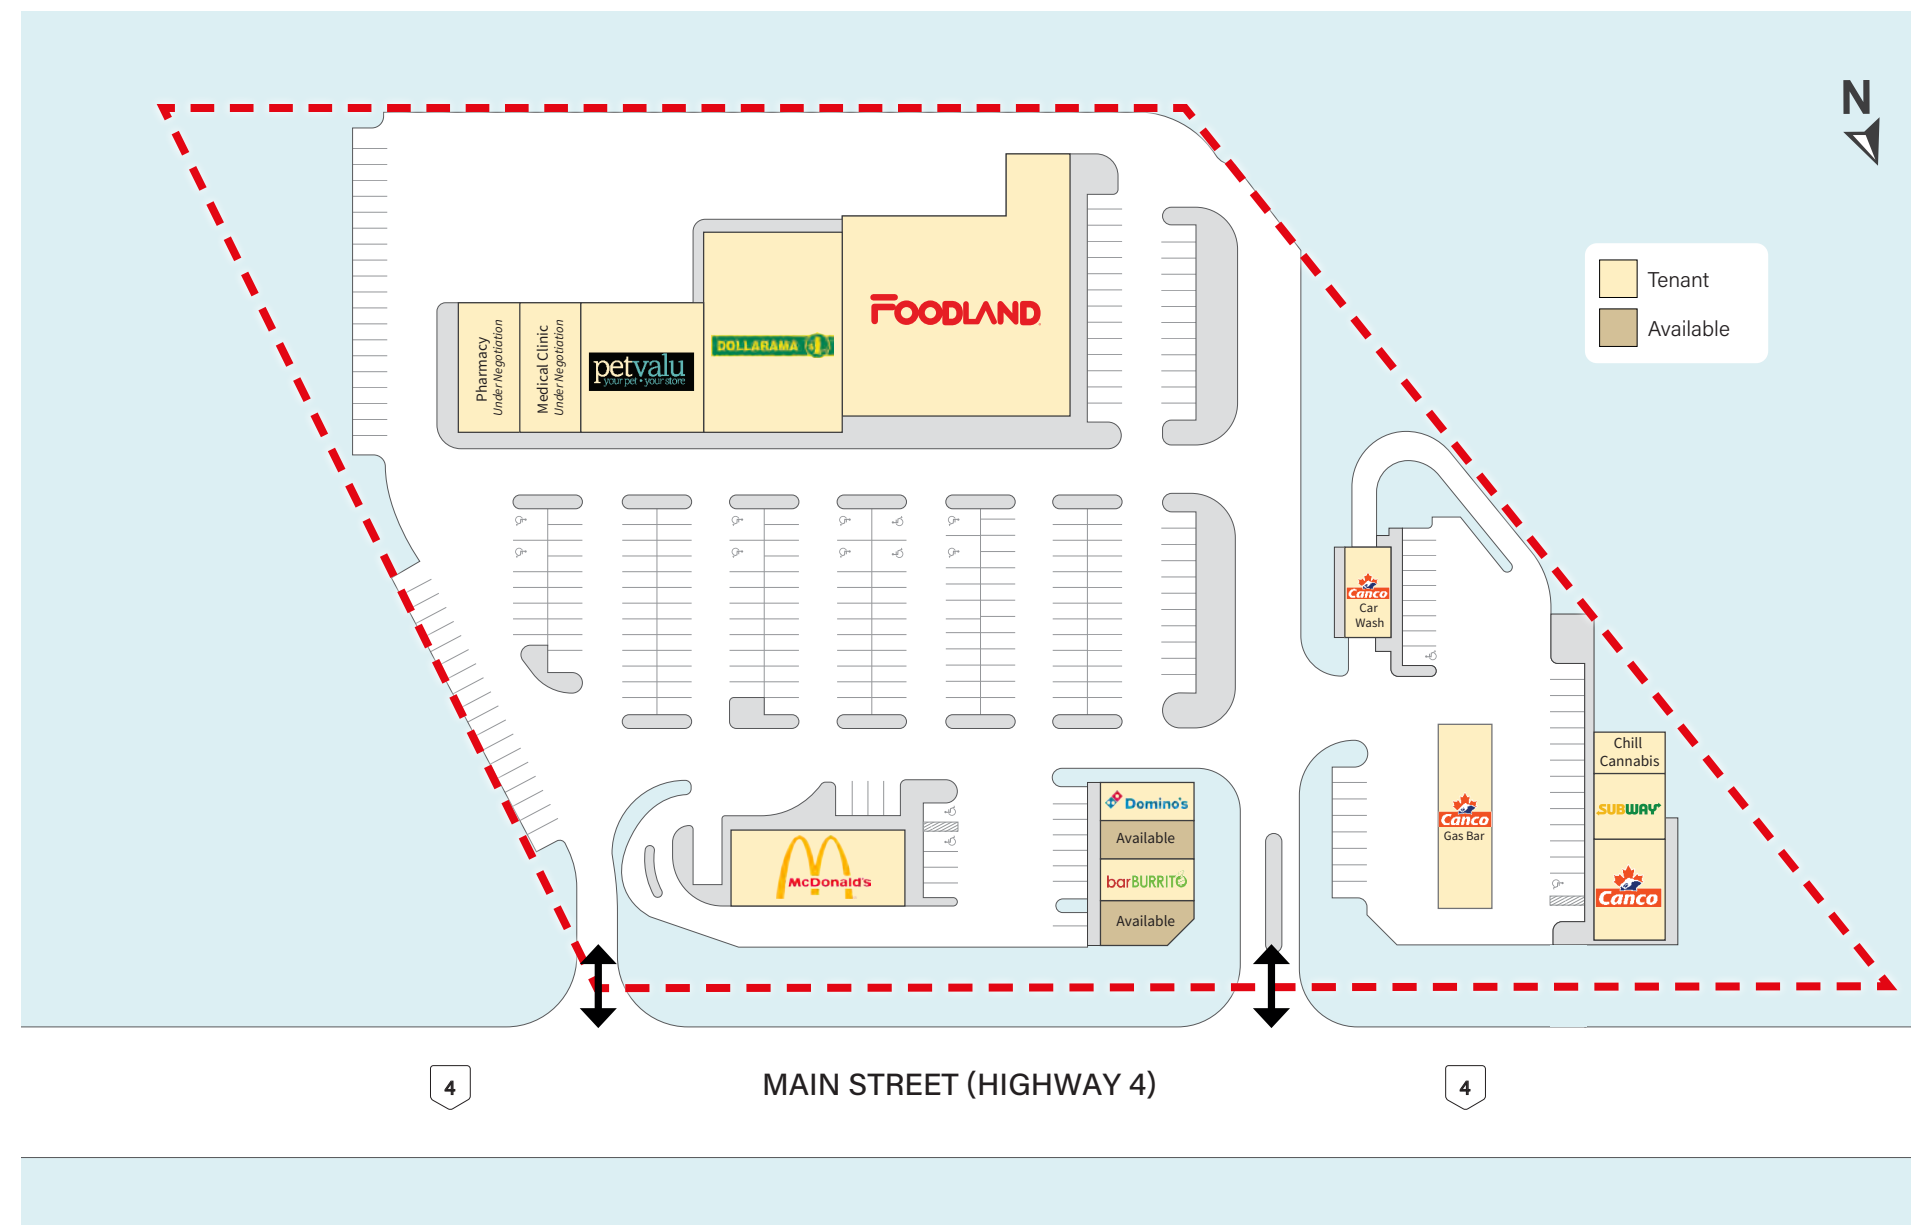 N
Tenant
Available
FOODLAND
DOLLARAMA $1
petvalu
your pet • your store
Pharmacy
Under Negotiation
Medical Clinic
Under Negotiation
Canco
Car
Wash
Chill
Cannabis
SUBWAY
Canco
Gas Bar
Canco
Domino's
Available
barBURRITO
Available
McDonald's
4
MAIN STREET (HIGHWAY 4)
4